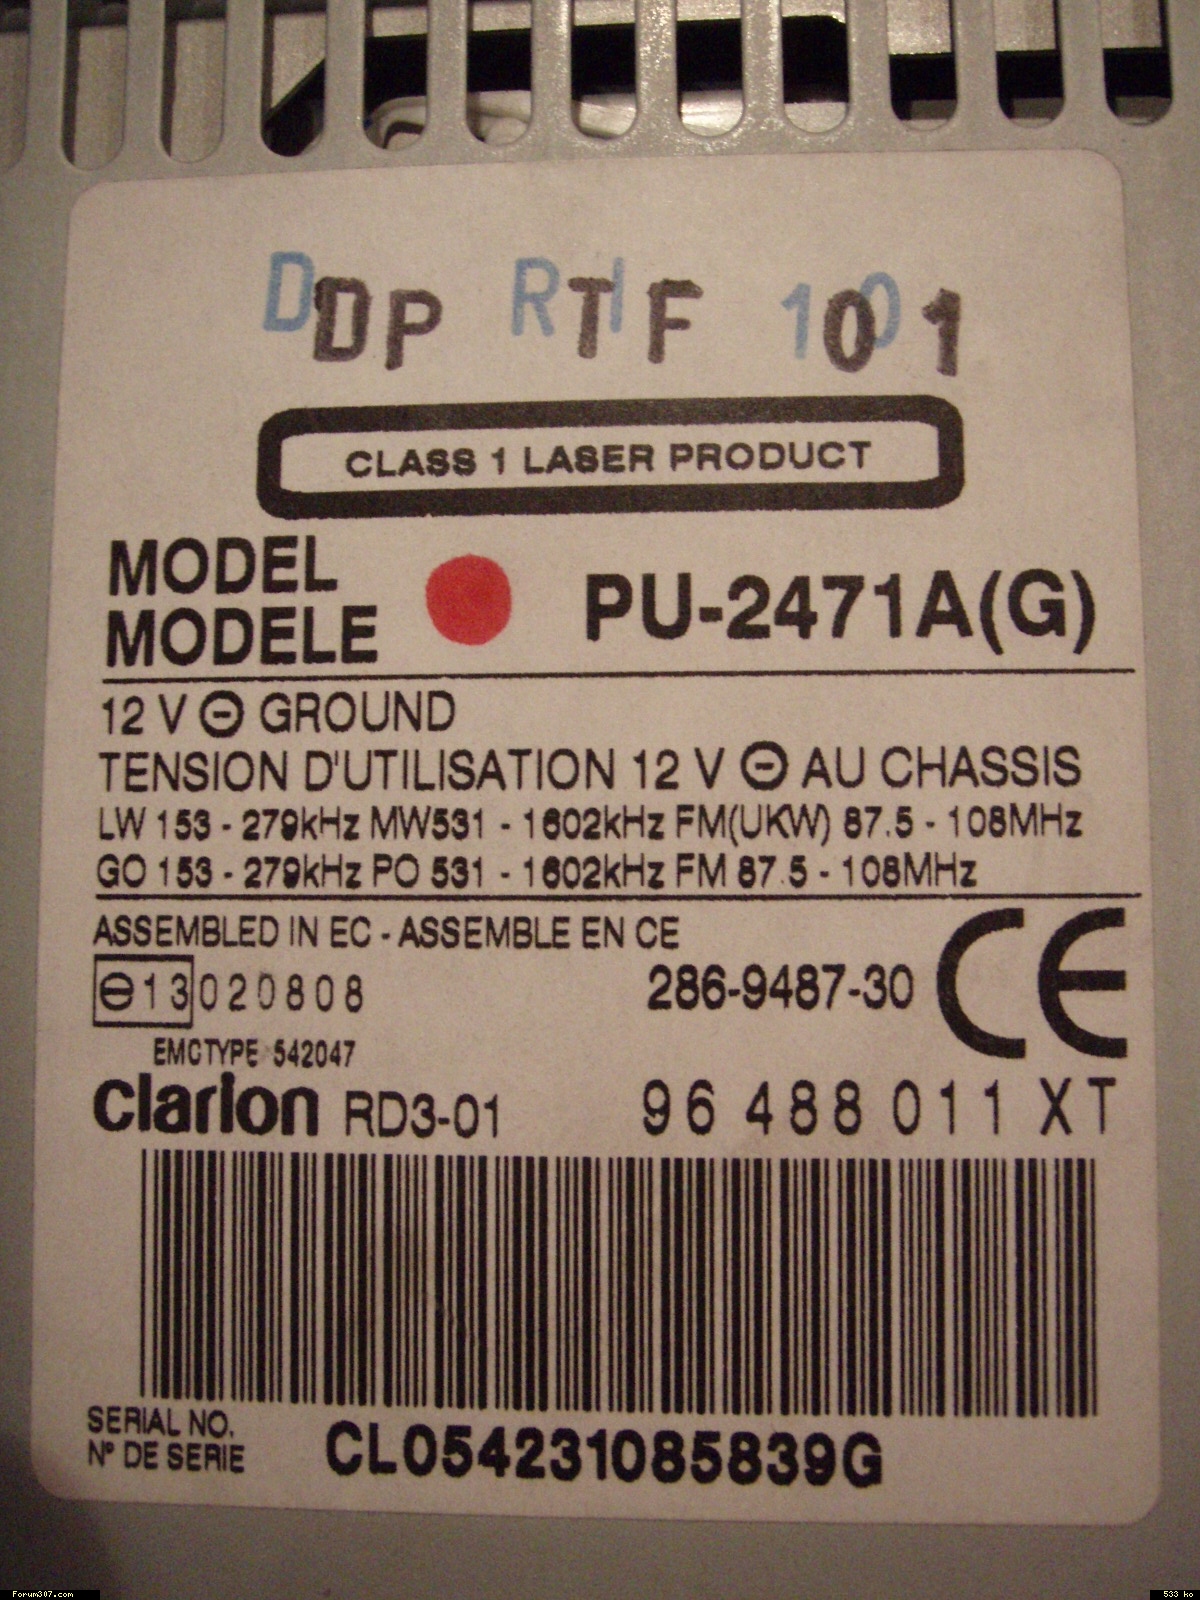 D R I 10
DP TF 101
CLASS 1 LASER PRODUCT
MODEL
MODELE
PU-2471A(G)
12 V ⊖ GROUND
TENSION D'UTILISATION 12 V ⊖ AU CHASSIS
LW 153 - 279kHz MW531 - 1602kHz FM(UKW) 87.5 - 108MHz
GO 153 - 279kHz PO 531 - 1602kHz FM 87.5 - 108MHz
ASSEMBLED IN EC - ASSEMBLE EN CE
e13 020808
286-9487-30
CE
EMCTYPE 542047
Clarion RD3-01
96 488 011 XT
SERIAL NO.
Nº DE SERIE
CL054231085839G
Forum307.com
533 ko